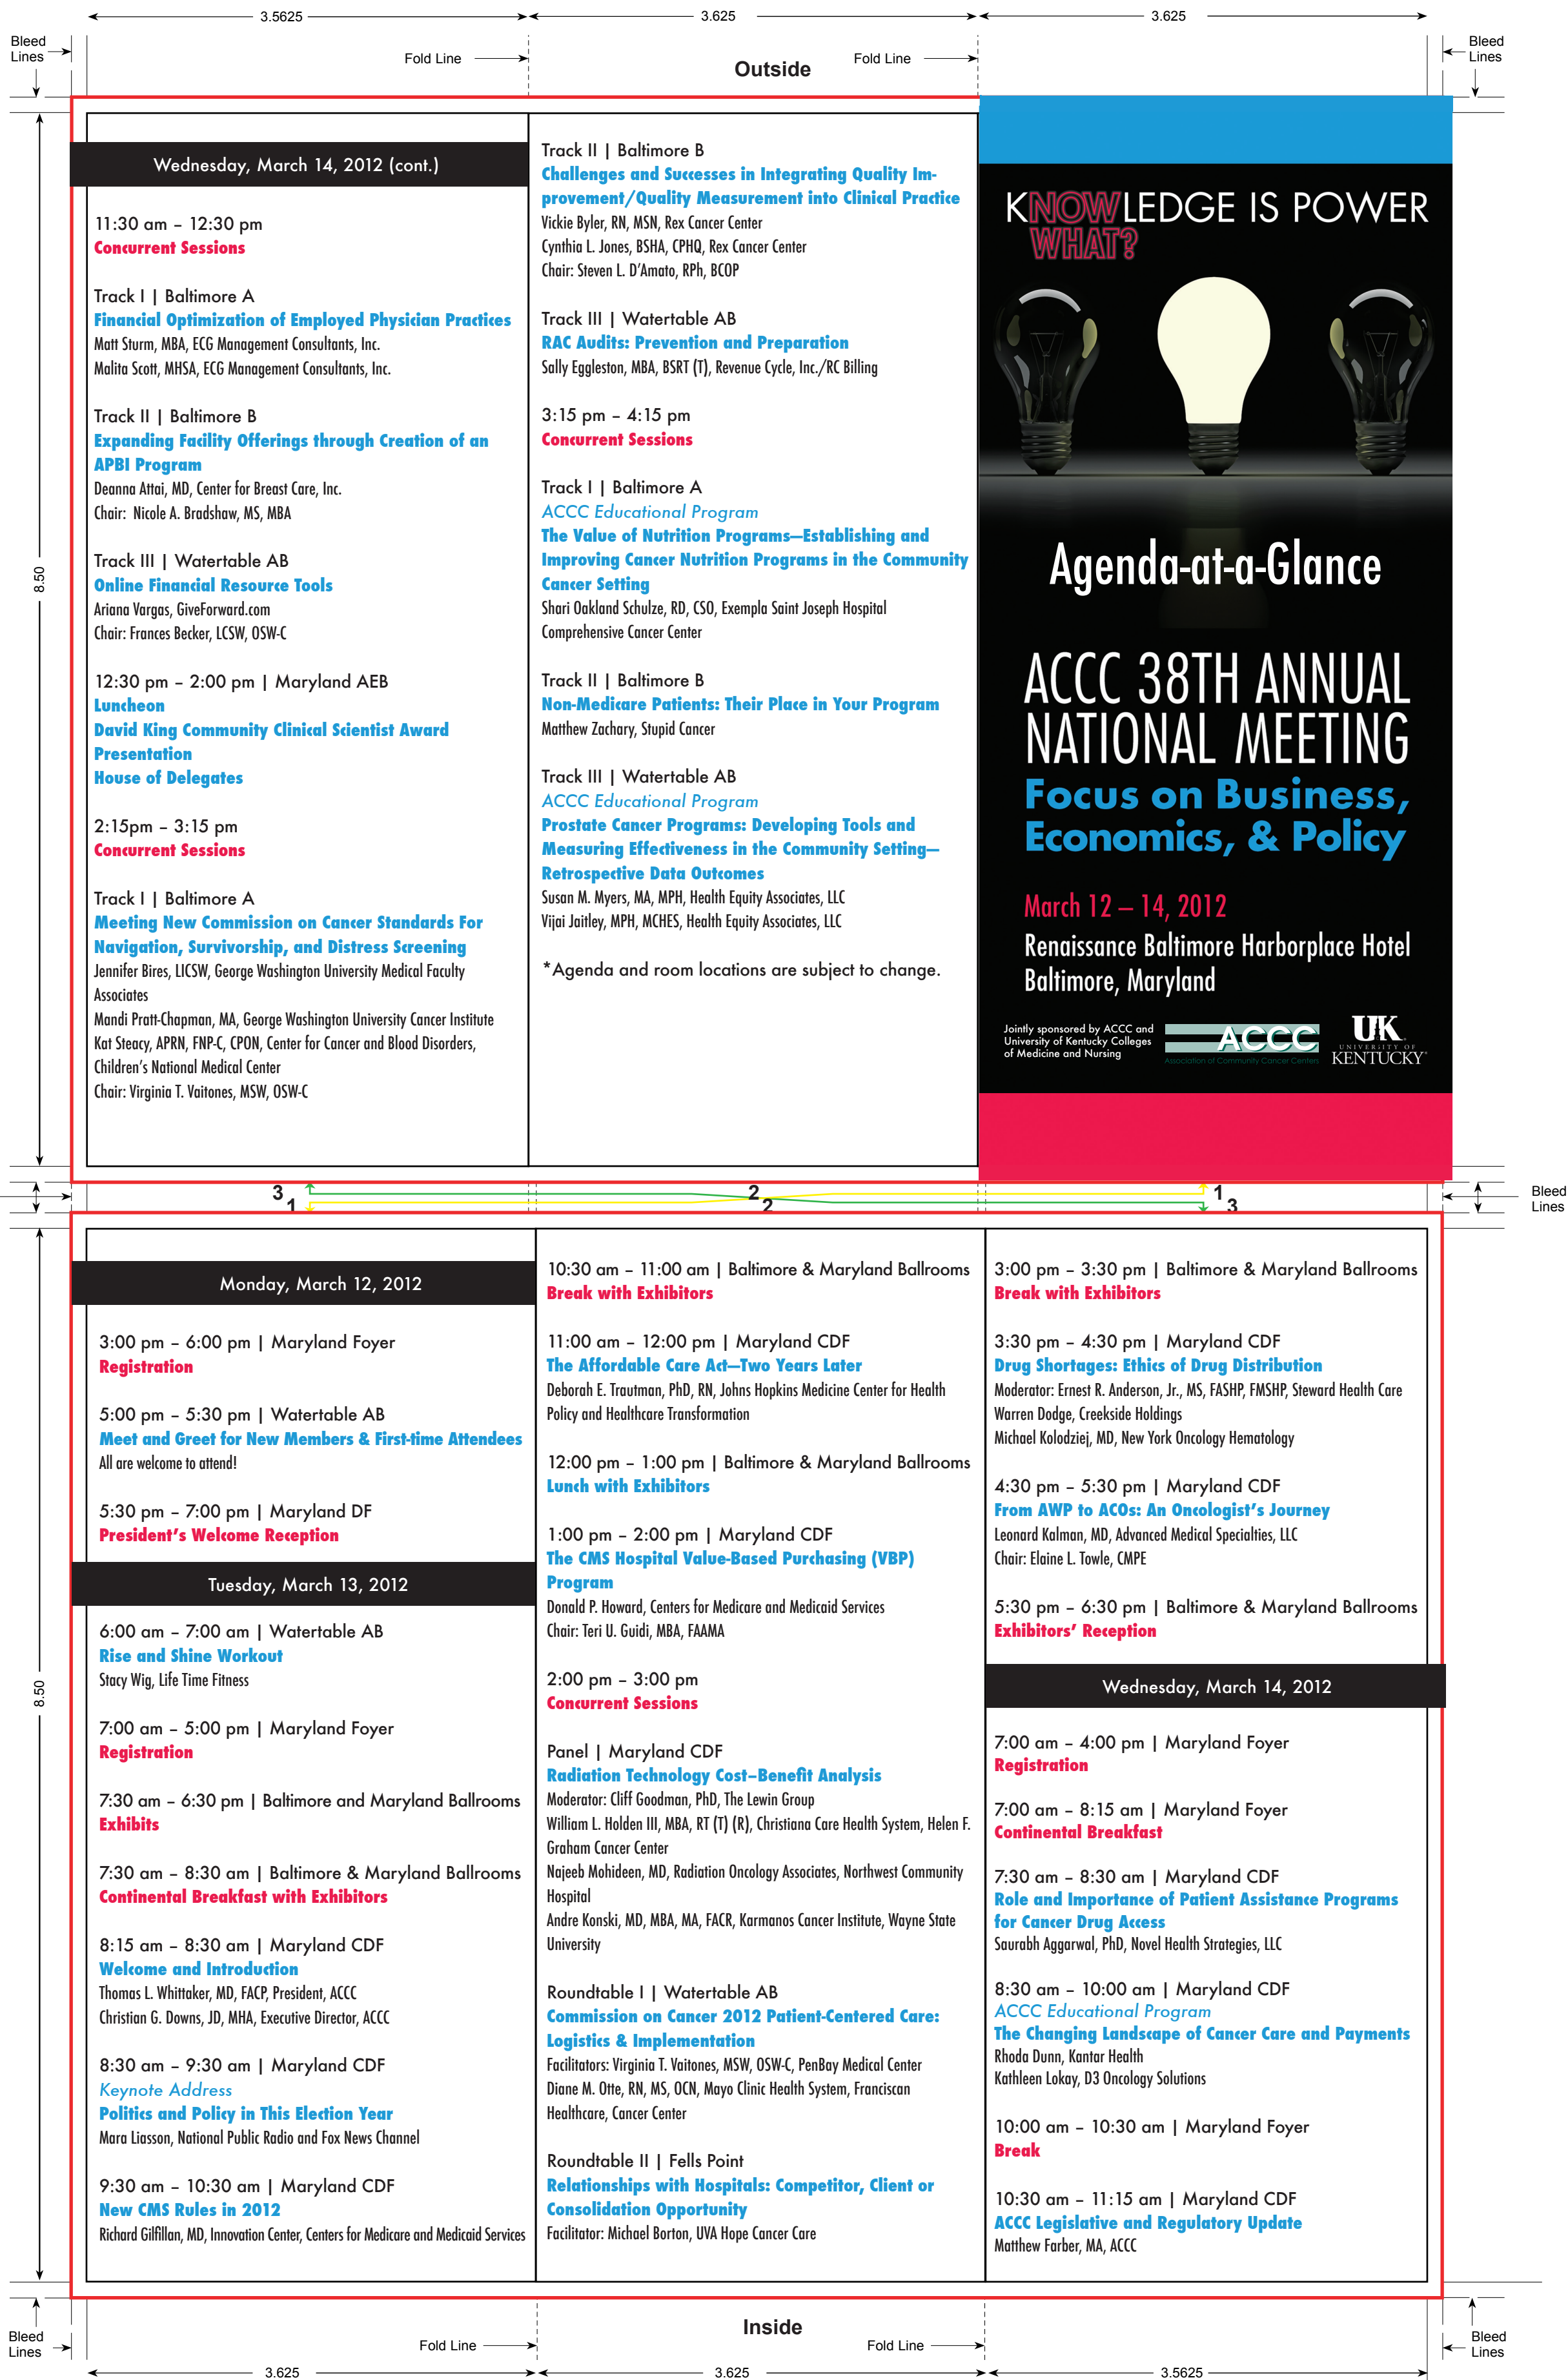 3.5625
3.625
3.625
Bleed
Lines
Fold Line
Outside
Fold Line
Bleed
Lines
8.50
Wednesday, March 14, 2012 (cont.)
11:30 am – 12:30 pm
Concurrent Sessions
Track I | Baltimore A
Financial Optimization of Employed Physician Practices
Matt Sturm, MBA, ECG Management Consultants, Inc.
Malita Scott, MHSA, ECG Management Consultants, Inc.
Track II | Baltimore B
Expanding Facility Offerings through Creation of an
APBI Program
Deanna Attai, MD, Center for Breast Care, Inc.
Chair:  Nicole A. Bradshaw, MS, MBA
Track III | Watertable AB
Online Financial Resource Tools
Ariana Vargas, GiveForward.com
Chair: Frances Becker, LCSW, OSW-C
12:30 pm – 2:00 pm | Maryland AEB
Luncheon
David King Community Clinical Scientist Award
Presentation
House of Delegates
2:15pm – 3:15 pm
Concurrent Sessions
Track I | Baltimore A
Meeting New Commission on Cancer Standards For
Navigation, Survivorship, and Distress Screening
Jennifer Bires, LICSW, George Washington University Medical Faculty
Associates
Mandi Pratt-Chapman, MA, George Washington University Cancer Institute
Kat Steacy, APRN, FNP-C, CPON, Center for Cancer and Blood Disorders,
Children's National Medical Center
Chair: Virginia T. Vaitones, MSW, OSW-C
Track II | Baltimore B
Challenges and Successes in Integrating Quality Im-
provement/Quality Measurement into Clinical Practice
Vickie Byler, RN, MSN, Rex Cancer Center
Cynthia L. Jones, BSHA, CPHQ, Rex Cancer Center
Chair: Steven L. D'Amato, RPh, BCOP
Track III | Watertable AB
RAC Audits: Prevention and Preparation
Sally Eggleston, MBA, BSRT (T), Revenue Cycle, Inc./RC Billing
3:15 pm – 4:15 pm
Concurrent Sessions
Track I | Baltimore A
ACCC Educational Program
The Value of Nutrition Programs—Establishing and
Improving Cancer Nutrition Programs in the Community
Cancer Setting
Shari Oakland Schulze, RD, CSO, Exempla Saint Joseph Hospital
Comprehensive Cancer Center
Track II | Baltimore B
Non-Medicare Patients: Their Place in Your Program
Matthew Zachary, Stupid Cancer
Track III | Watertable AB
ACCC Educational Program
Prostate Cancer Programs: Developing Tools and
Measuring Effectiveness in the Community Setting—
Retrospective Data Outcomes
Susan M. Myers, MA, MPH, Health Equity Associates, LLC
Vijai Jaitley, MPH, MCHES, Health Equity Associates, LLC
*Agenda and room locations are subject to change.
KNOWLEDGE IS POWER
WHAT?
Agenda-at-a-Glance
ACCC 38TH ANNUAL
NATIONAL MEETING
Focus on Business,
Economics, & Policy
March 12 – 14, 2012
Renaissance Baltimore Harborplace Hotel
Baltimore, Maryland
Jointly sponsored by ACCC and
University of Kentucky Colleges
of Medicine and Nursing
ACCC
Association of Community Cancer Centers
UK
UNIVERSITY OF
KENTUCKY
3 2 1
1 2 3
Bleed
Lines
8.50
Monday, March 12, 2012
3:00 pm – 6:00 pm | Maryland Foyer
Registration
5:00 pm – 5:30 pm | Watertable AB
Meet and Greet for New Members & First-time Attendees
All are welcome to attend!
5:30 pm – 7:00 pm | Maryland DF
President's Welcome Reception
Tuesday, March 13, 2012
6:00 am – 7:00 am | Watertable AB
Rise and Shine Workout
Stacy Wig, Life Time Fitness
7:00 am – 5:00 pm | Maryland Foyer
Registration
7:30 am – 6:30 pm | Baltimore and Maryland Ballrooms
Exhibits
7:30 am – 8:30 am | Baltimore & Maryland Ballrooms
Continental Breakfast with Exhibitors
8:15 am – 8:30 am | Maryland CDF
Welcome and Introduction
Thomas L. Whittaker, MD, FACP, President, ACCC
Christian G. Downs, JD, MHA, Executive Director, ACCC
8:30 am – 9:30 am | Maryland CDF
Keynote Address
Politics and Policy in This Election Year
Mara Liasson, National Public Radio and Fox News Channel
9:30 am – 10:30 am | Maryland CDF
New CMS Rules in 2012
Richard Gilfillan, MD, Innovation Center, Centers for Medicare and Medicaid Services
10:30 am – 11:00 am | Baltimore & Maryland Ballrooms
Break with Exhibitors
11:00 am – 12:00 pm | Maryland CDF
The Affordable Care Act—Two Years Later
Deborah E. Trautman, PhD, RN, Johns Hopkins Medicine Center for Health
Policy and Healthcare Transformation
12:00 pm – 1:00 pm | Baltimore & Maryland Ballrooms
Lunch with Exhibitors
1:00 pm – 2:00 pm | Maryland CDF
The CMS Hospital Value-Based Purchasing (VBP)
Program
Donald P. Howard, Centers for Medicare and Medicaid Services
Chair: Teri U. Guidi, MBA, FAAMA
2:00 pm – 3:00 pm
Concurrent Sessions
Panel | Maryland CDF
Radiation Technology Cost–Benefit Analysis
Moderator: Cliff Goodman, PhD, The Lewin Group
William L. Holden III, MBA, RT (T) (R), Christiana Care Health System, Helen F.
Graham Cancer Center
Najeeb Mohideen, MD, Radiation Oncology Associates, Northwest Community
Hospital
Andre Konski, MD, MBA, MA, FACR, Karmanos Cancer Institute, Wayne State
University
Roundtable I | Watertable AB
Commission on Cancer 2012 Patient-Centered Care:
Logistics & Implementation
Facilitators: Virginia T. Vaitones, MSW, OSW-C, PenBay Medical Center
Diane M. Otte, RN, MS, OCN, Mayo Clinic Health System, Franciscan
Healthcare, Cancer Center
Roundtable II | Fells Point
Relationships with Hospitals: Competitor, Client or
Consolidation Opportunity
Facilitator: Michael Borton, UVA Hope Cancer Care
3:00 pm – 3:30 pm | Baltimore & Maryland Ballrooms
Break with Exhibitors
3:30 pm – 4:30 pm | Maryland CDF
Drug Shortages: Ethics of Drug Distribution
Moderator: Ernest R. Anderson, Jr., MS, FASHP, FMSHP, Steward Health Care
Warren Dodge, Creekside Holdings
Michael Kolodziej, MD, New York Oncology Hematology
4:30 pm – 5:30 pm | Maryland CDF
From AWP to ACOs: An Oncologist's Journey
Leonard Kalman, MD, Advanced Medical Specialties, LLC
Chair: Elaine L. Towle, CMPE
5:30 pm – 6:30 pm | Baltimore & Maryland Ballrooms
Exhibitors' Reception
Wednesday, March 14, 2012
7:00 am – 4:00 pm | Maryland Foyer
Registration
7:00 am – 8:15 am | Maryland Foyer
Continental Breakfast
7:30 am – 8:30 am | Maryland CDF
Role and Importance of Patient Assistance Programs
for Cancer Drug Access
Saurabh Aggarwal, PhD, Novel Health Strategies, LLC
8:30 am – 10:00 am | Maryland CDF
ACCC Educational Program
The Changing Landscape of Cancer Care and Payments
Rhoda Dunn, Kantar Health
Kathleen Lokay, D3 Oncology Solutions
10:00 am – 10:30 am | Maryland Foyer
Break
10:30 am – 11:15 am | Maryland CDF
ACCC Legislative and Regulatory Update
Matthew Farber, MA, ACCC
Bleed
Lines
Fold Line
Inside
Fold Line
Bleed
Lines
3.625
3.625
3.5625